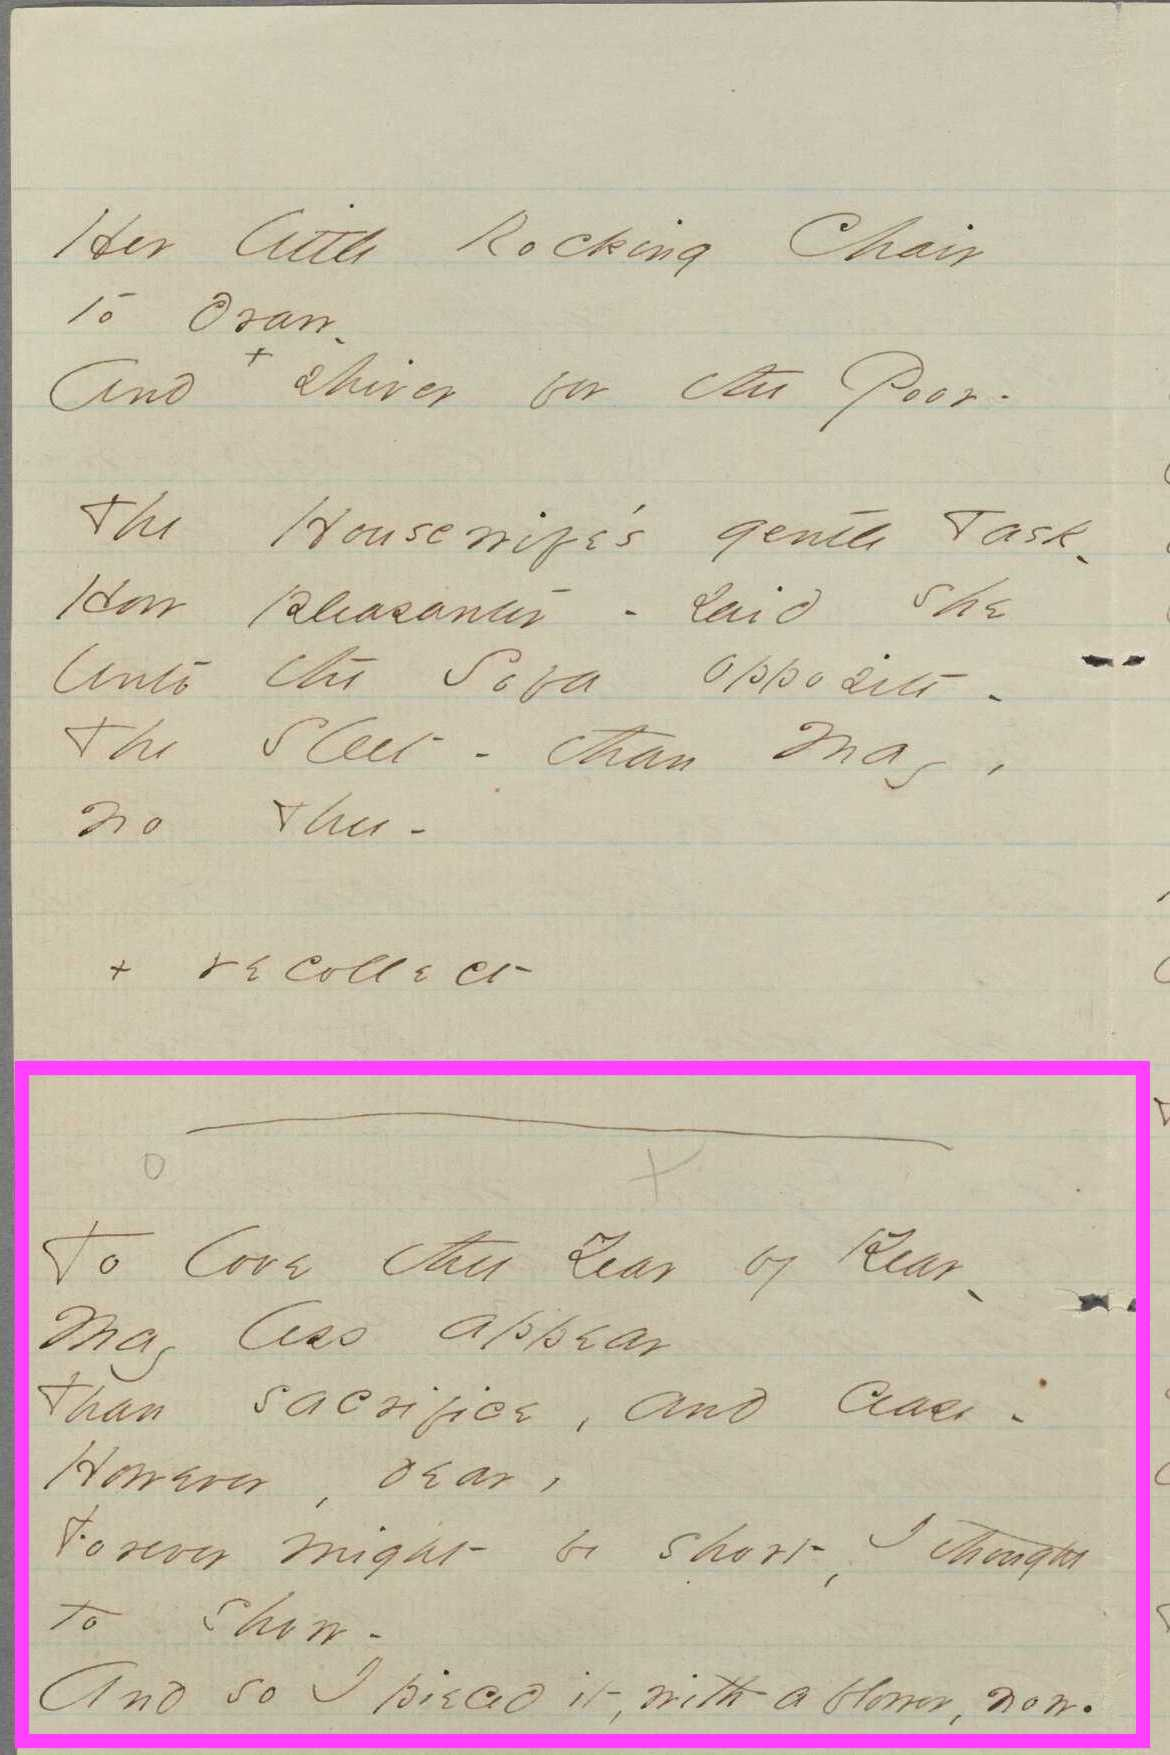 Her little Rocking Chair
To draw.
And + shiver for the Poor -
The Housewife's gentle Task.
How pleasanter - said she
Unto the Sofa opposite -
The Sleet - than May,
no Thee -
+ recollect
o +
To love thee Year by Year -
May less appear
Than sacrifice, and cease -
However, dear,
Forever might be short, I thought
to show -
And so I pieced it, with a flower, now.